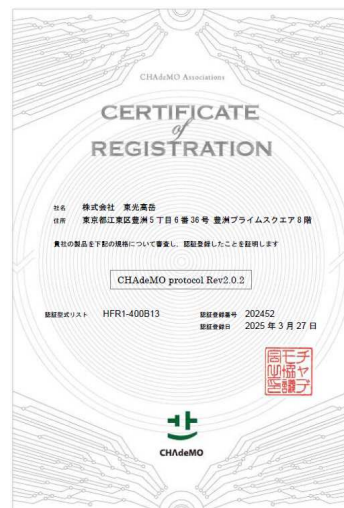 CHAdeMO Associations
CERTIFICATE
of
REGISTRATION
社名 株式会社 東光高岳
住所 東京都江東区豊洲5丁目6番36号 豊洲プライムスクエア8階
貴社の製品を下記の規格について審査し、認証登録したことを証明します
CHAdeMO protocol Rev2.0.2
認証型式リスト HFR1-400B13 認証登録番号 202452
認証登録日 2025年3月27日
CHAdeMO